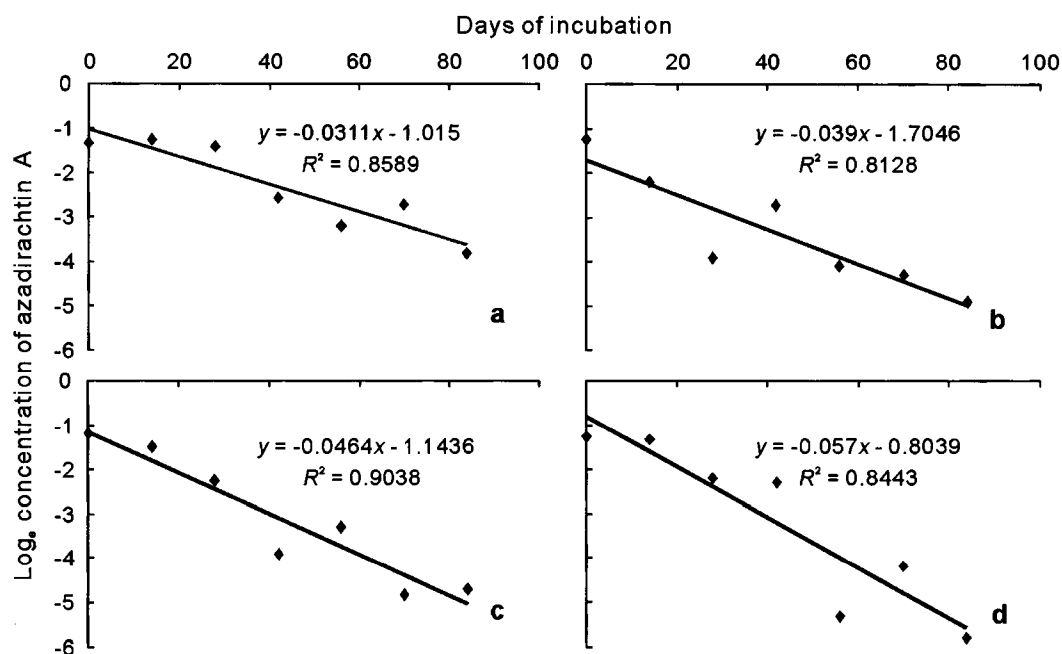 Days of incubation
0 20 40 60 80 100 0 20 40 60 80 100
Logₑ concentration of azadirachtin A
0
-1
-2
-3
-4
-5
-6
y = -0.0311x - 1.015
R² = 0.8589
a
y = -0.039x - 1.7046
R² = 0.8128
b
0
-1
-2
-3
-4
-5
-6
y = -0.0464x - 1.1436
R² = 0.9038
c
y = -0.057x - 0.8039
R² = 0.8443
d